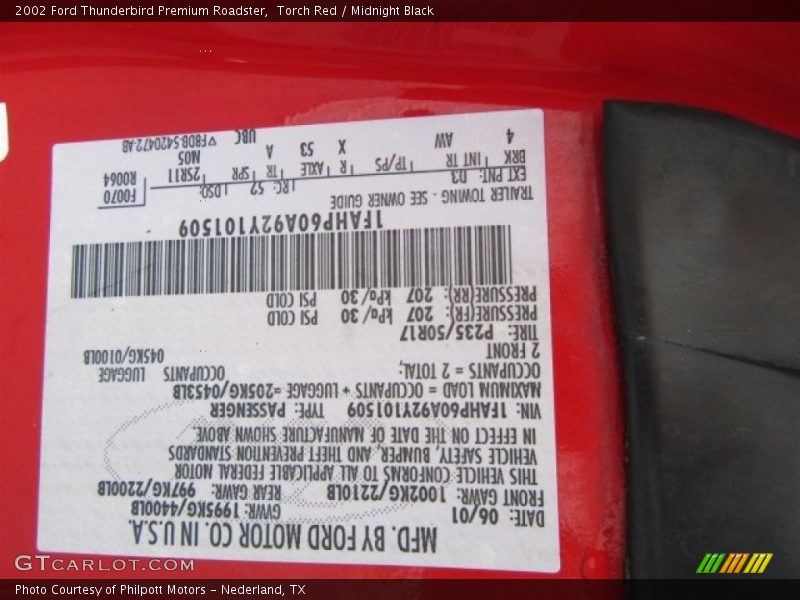 2002 Ford Thunderbird Premium Roadster,  Torch Red / Midnight Black
MFD. BY FORD MOTOR CO. IN U.S.A.
DATE: 06/01 GVWR: 1995KG/4400LB
FRONT GAWR: 1002KG/2210LB REAR GAWR: 997KG/2200LB
THIS VEHICLE CONFORMS TO ALL APPLICABLE FEDERAL MOTOR
VEHICLE SAFETY, BUMPER, AND THEFT PREVENTION STANDARDS
IN EFFECT ON THE DATE OF MANUFACTURE SHOWN ABOVE
VIN: 1FAHP60A92Y101509 TYPE: PASSENGER
MAXIMUM LOAD = OCCUPANTS + LUGGAGE =205KG/0453LB
OCCUPANTS = 2 TOTAL: OCCUPANTS LUGGAGE
2 FRONT 045KG/0100LB
TIRE: P235/50R17
PRESSURE(FR): 207 kPa/30 PSI COLD
PRESSURE(RR): 207 kPa/30 PSI COLD
1FAHP60A92Y101509
TRAILER TOWING - SEE OWNER GUIDE
EXT PNT: D3 RC: 52 DSO: F0070
BRK INT TR TP/PS R AXLE TR SPR 2SR11 R0064
4 AW X 53 A M05
UBC F8DB-5420472-AB
GTCARLOT.COM
Photo Courtesy of Philpott Motors - Nederland, TX